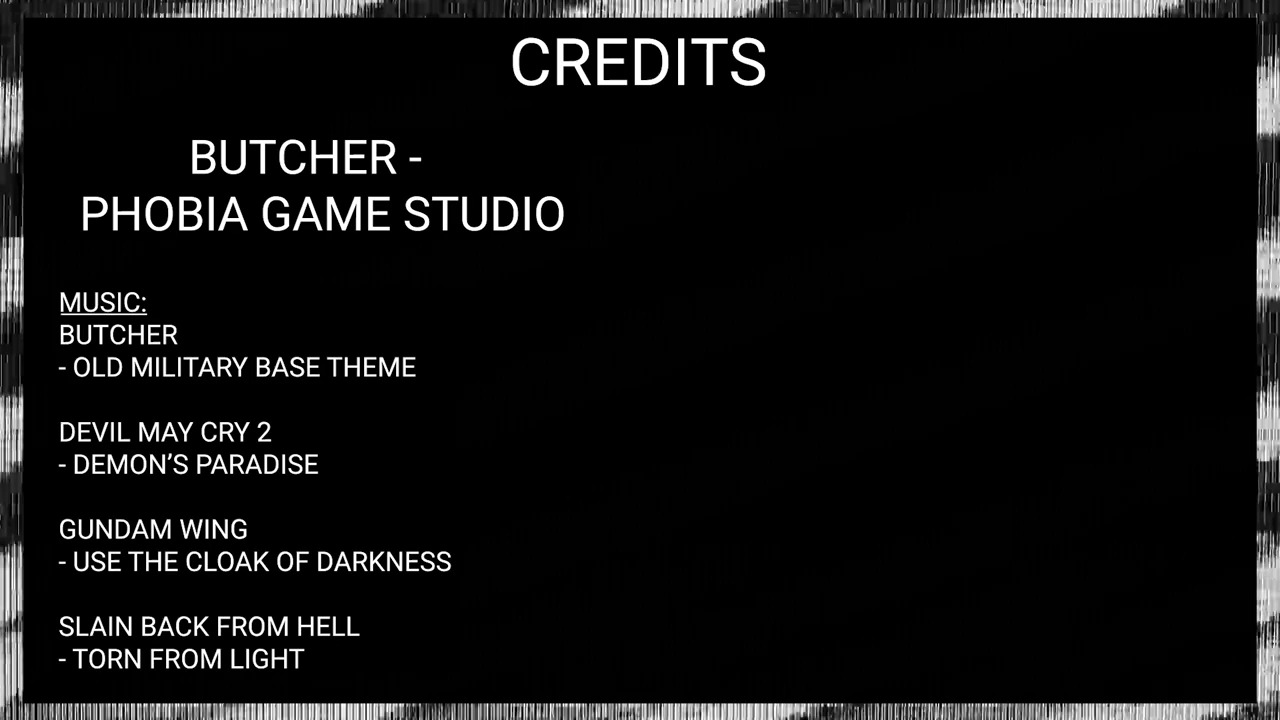 CREDITS
BUTCHER -
PHOBIA GAME STUDIO
MUSIC:
BUTCHER
- OLD MILITARY BASE THEME
DEVIL MAY CRY 2
- DEMON’S PARADISE
GUNDAM WING
- USE THE CLOAK OF DARKNESS
SLAIN BACK FROM HELL
- TORN FROM LIGHT